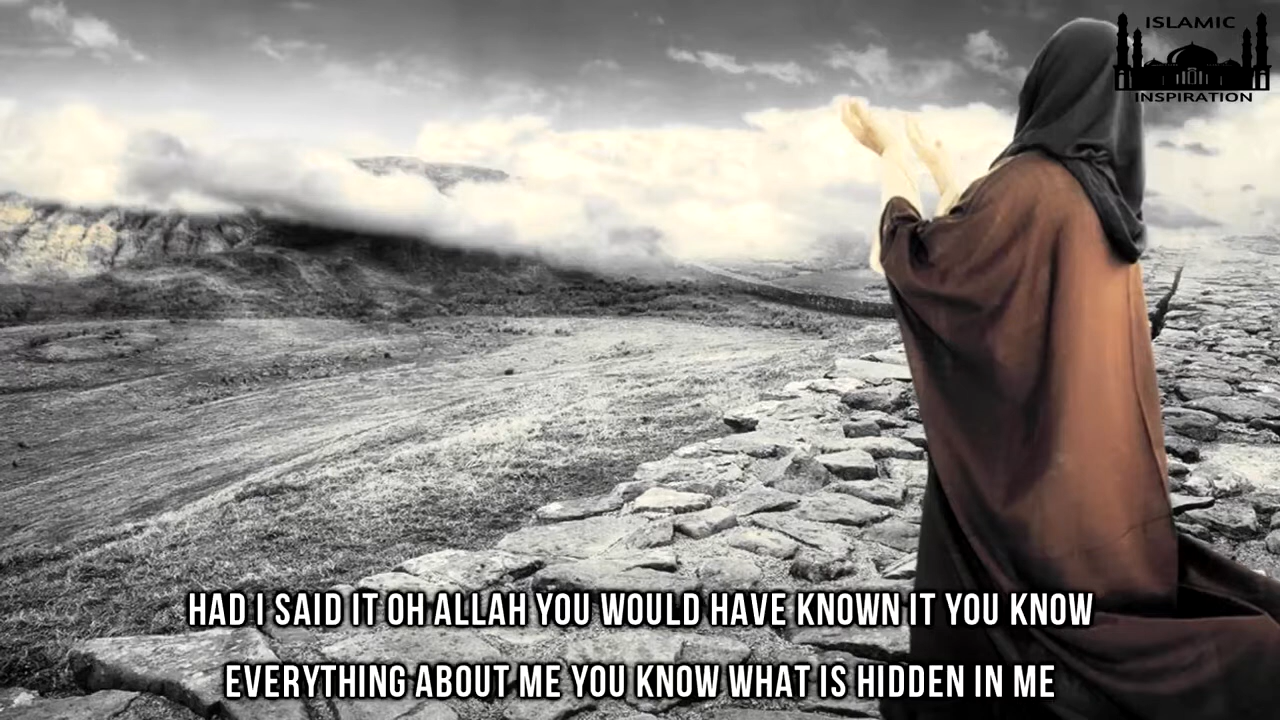 ISLAMIC
INSPIRATION
HAD I SAID IT OH ALLAH YOU WOULD HAVE KNOWN IT YOU KNOW
EVERYTHING ABOUT ME YOU KNOW WHAT IS HIDDEN IN ME